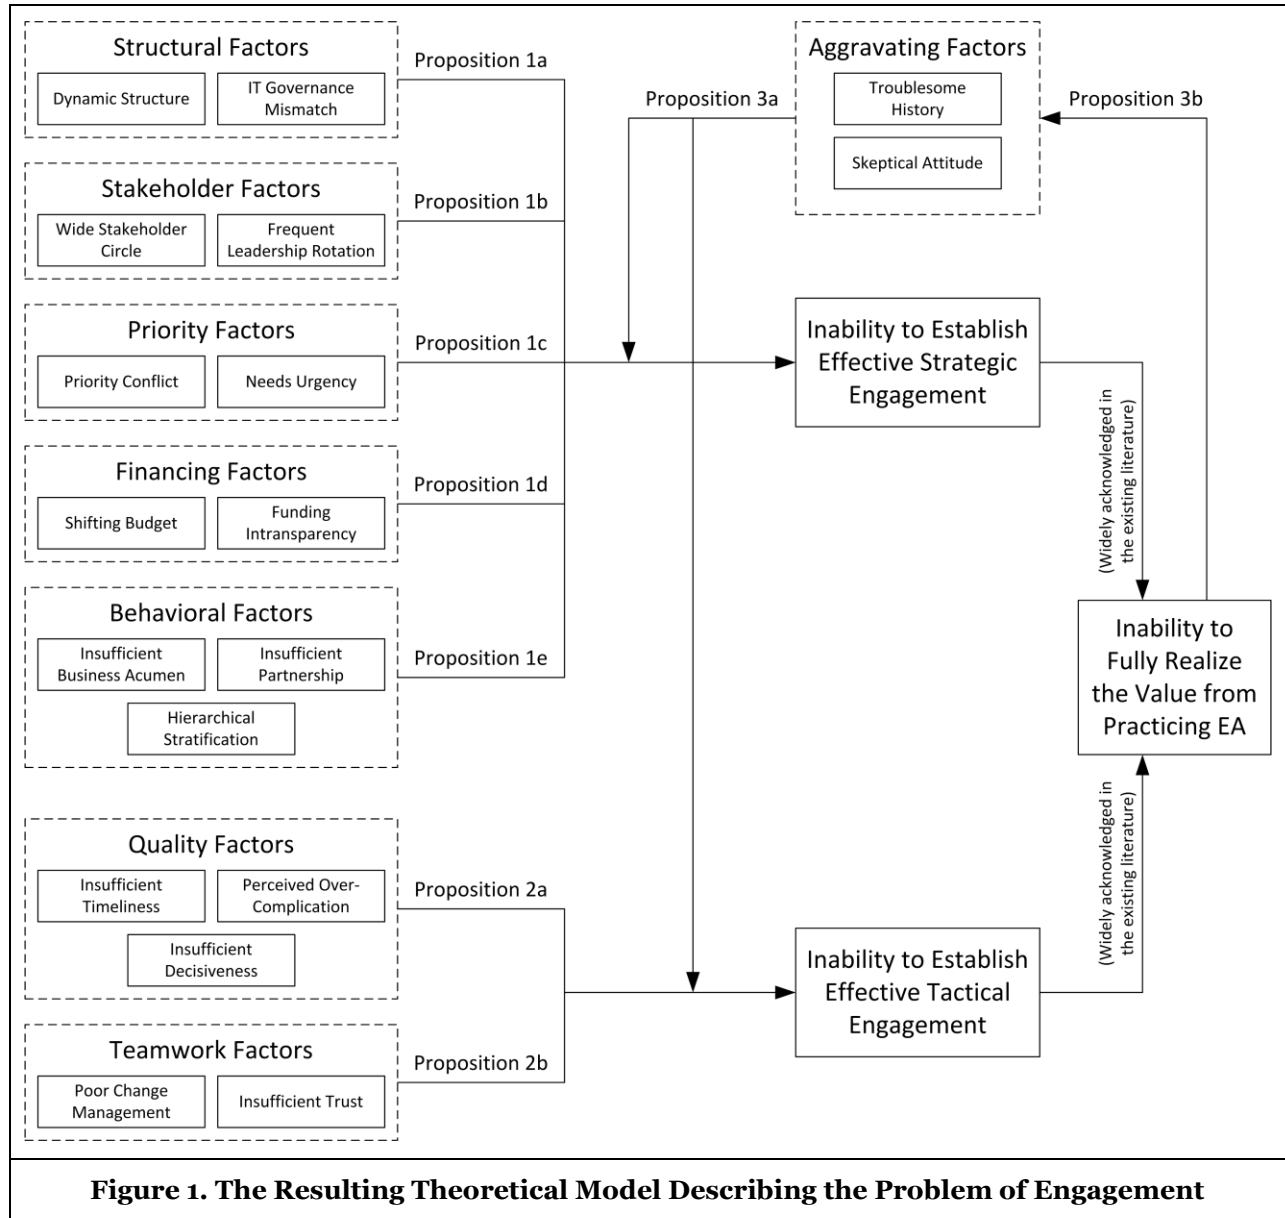 Structural Factors
Dynamic Structure
IT Governance
Mismatch
Proposition 1a
Stakeholder Factors
Wide Stakeholder
Circle
Frequent
Leadership Rotation
Proposition 1b
Priority Factors
Priority Conflict
Needs Urgency
Proposition 1c
Financing Factors
Shifting Budget
Funding
Intransparency
Proposition 1d
Behavioral Factors
Insufficient
Business Acumen
Insufficient
Partnership
Hierarchical
Stratification
Proposition 1e
Quality Factors
Insufficient
Timeliness
Perceived Over-
Complication
Insufficient
Decisiveness
Proposition 2a
Teamwork Factors
Poor Change
Management
Insufficient Trust
Proposition 2b
Proposition 3a
Aggravating Factors
Troublesome
History
Skeptical Attitude
Proposition 3b
Inability to Establish
Effective Strategic
Engagement
(Widely acknowledged in
the existing literature)
Inability to
Fully Realize
the Value from
Practicing EA
(Widely acknowledged in
the existing literature)
Inability to Establish
Effective Tactical
Engagement
Figure 1. The Resulting Theoretical Model Describing the Problem of Engagement